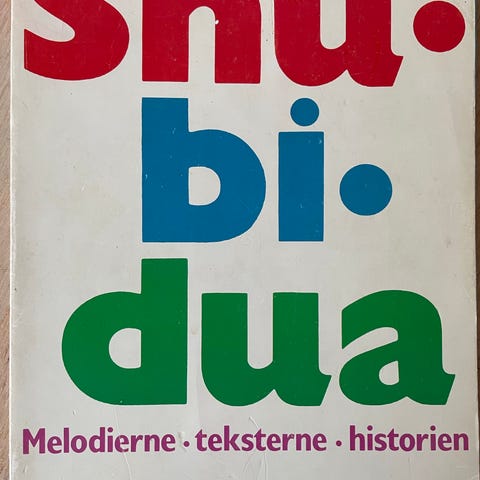 shu·
bi·
dua
Melodierne · teksterne · historien